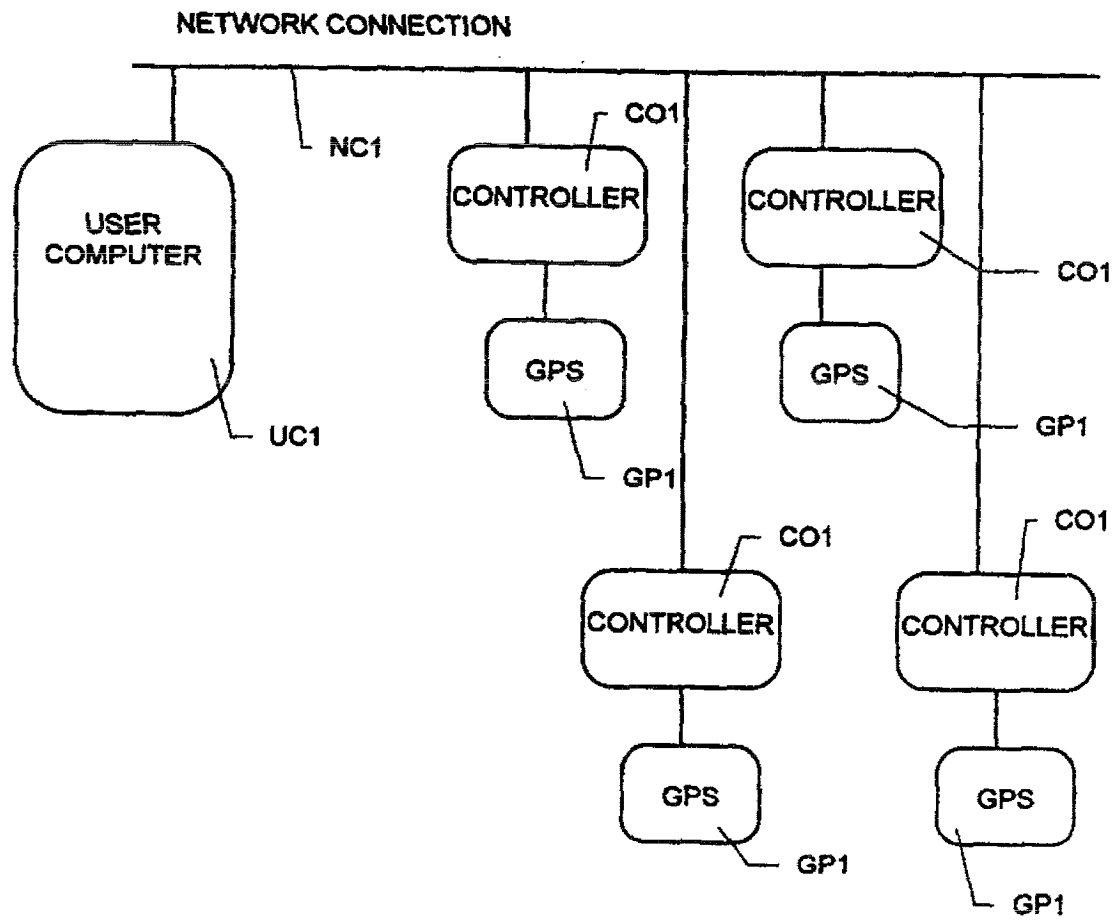 NETWORK CONNECTION
NC1
CO1
CONTROLLER
CONTROLLER
CO1
USER
COMPUTER
GPS
GPS
UC1
GP1
GP1
CO1
CO1
CONTROLLER
CONTROLLER
GPS
GPS
GP1
GP1